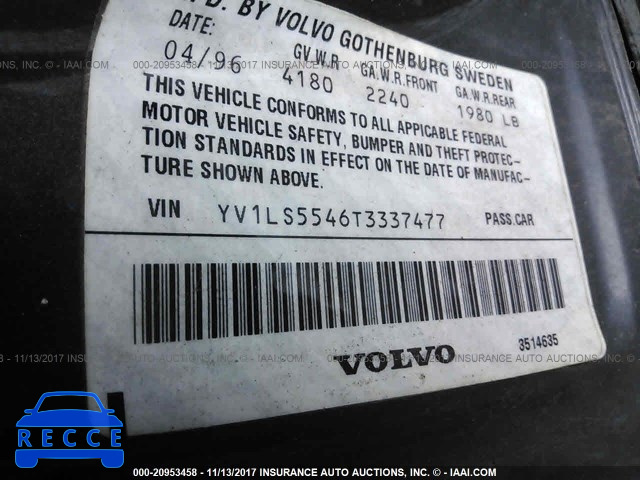 D. BY VOLVO GOTHENBURG SWEDEN
DATE: G.V.W.R GA.W.R.FRONT GA.W.R.REAR
04/96 4180 2240 1980 LB
THIS VEHICLE CONFORMS TO ALL APPLICABLE FEDERAL
MOTOR VEHICLE SAFETY, BUMPER AND THEFT PROTEC-
TION STANDARDS IN EFFECT ON THE DATE OF MANUFAC-
TURE SHOWN ABOVE.
VIN YV1LS5546T3337477 PASS.CAR
VOLVO
3514635
RECCE
000-20953458 - 11/13/2017 INSURANCE AUTO AUCTIONS, INC. - © IAAI.COM